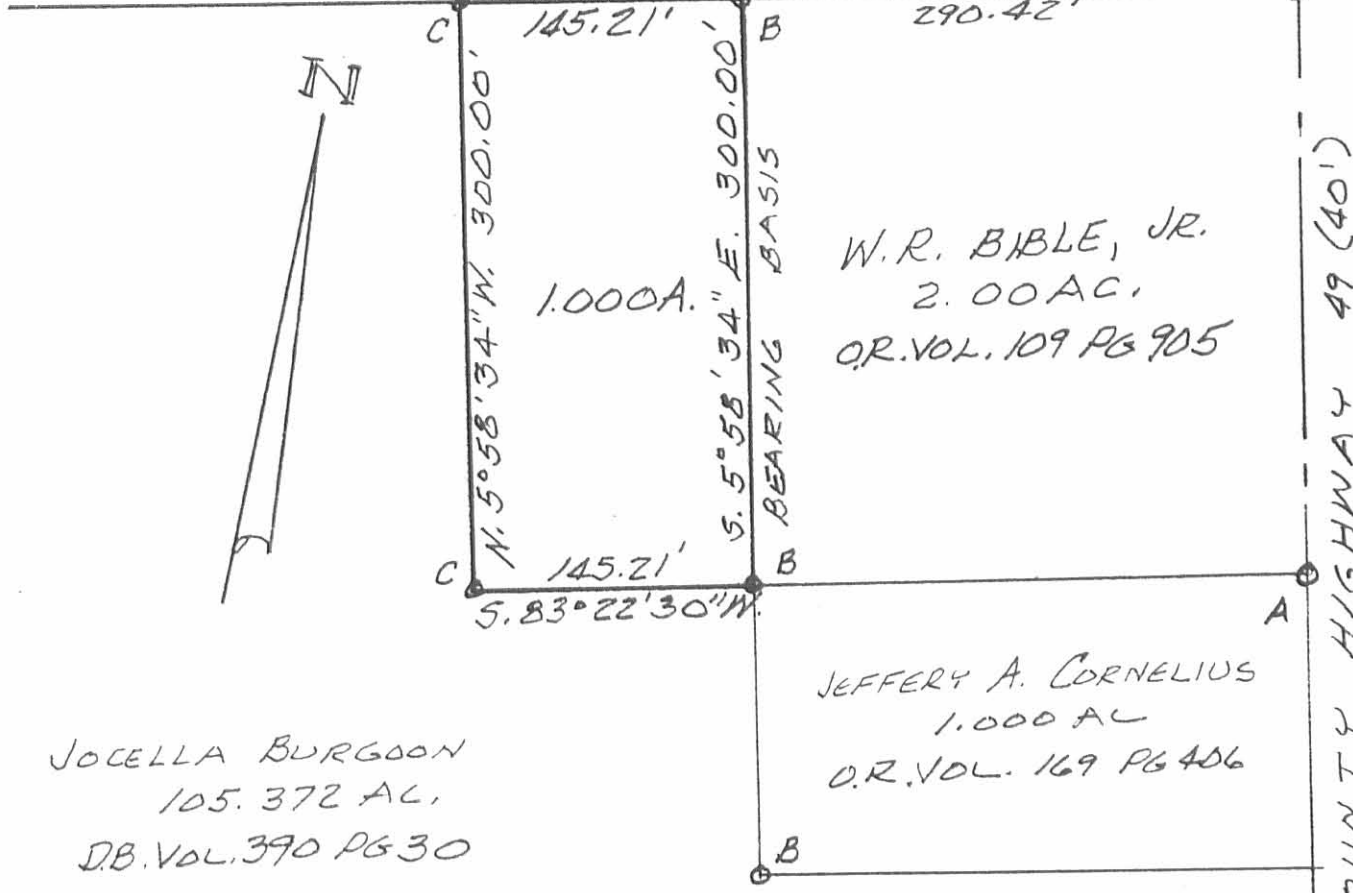 C 145.21' B 290.42'
N
N. 5°58'34" W. 300.00'
S. 5°58'34" E. 300.00'
BEARING BASIS
1.000A.
W.R. BIBLE, JR.
2.00AC.
O.R.VOL.109 PG 905
HIGHWAY 49 (40')
C 145.21' B
S. 83°22'30" W.
A
JEFFERY A. CORNELIUS
1.000 AC
O.R.VOL. 169 PG 406
JOCELLA BURGOON
105.372 AC.
D.B.VOL.390 PG 30
B